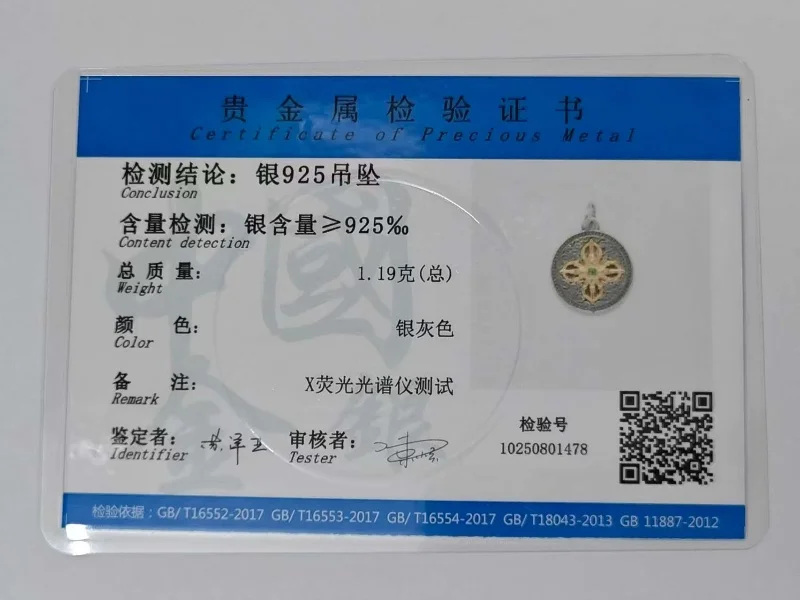 贵金属检验证书
Certificate of Precious Metal
检测结论：银925吊坠
Conclusion
含量检测：银含量≥925‰
Content detection
总质量： 1.19克(总)
Weight
颜色： 银灰色
Color
备注： X荧光光谱仪测试
Remark
鉴定者： 审核者：
Identifier Tester
检验号
10250801478
检验依据：GB/T16552-2017 GB/T16553-2017 GB/T16554-2017 GB/T18043-2013 GB 11887-2012